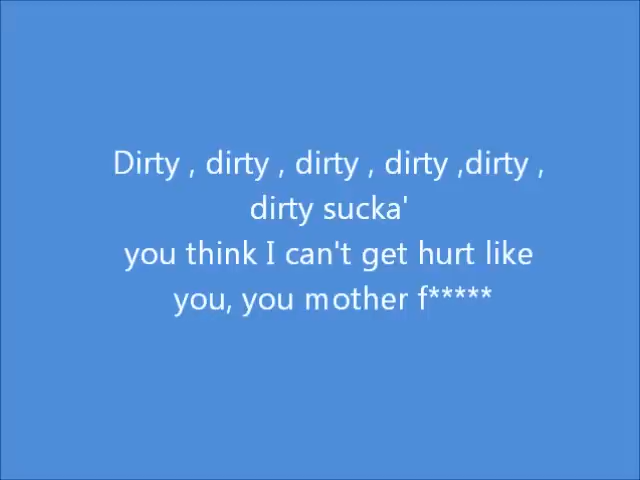 Dirty , dirty , dirty , dirty ,dirty ,
dirty sucka'
you think I can't get hurt like
you, you mother f*****